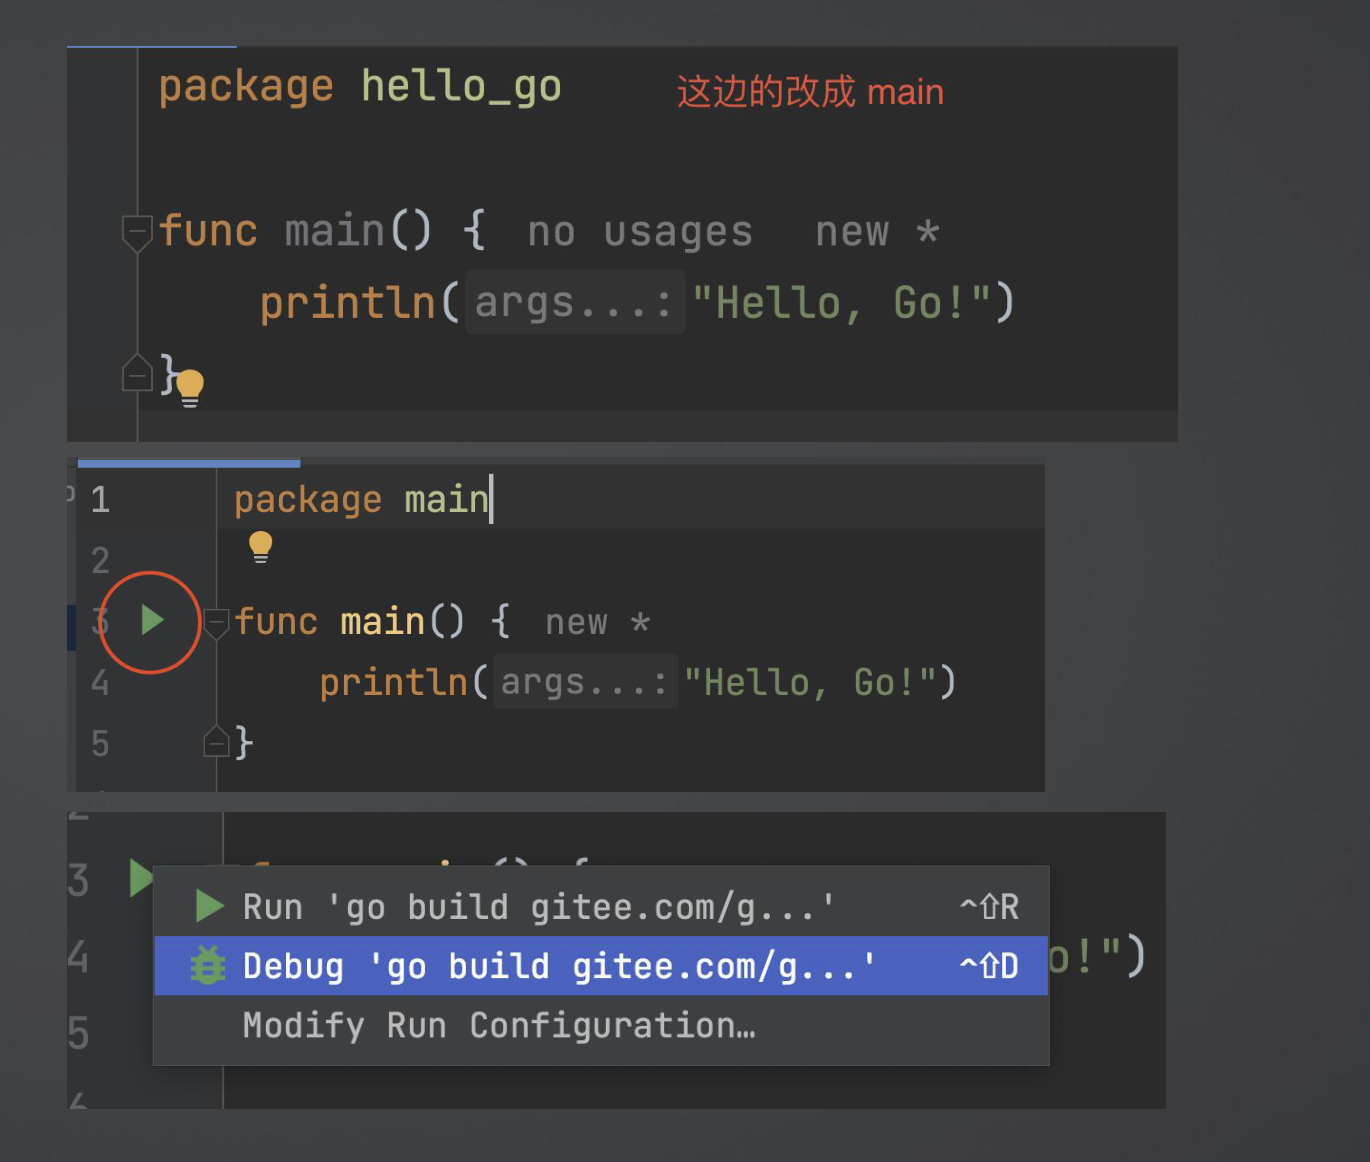 package hello_go 这边的改成 main
func main() { no usages new *
println(args...: "Hello, Go!")
}
1 package main
2
3 func main() { new *
4 println(args...: "Hello, Go!")
5 }
3
Run 'go build gitee.com/g...' ^⇧R
4 Debug 'go build gitee.com/g...' ^⇧D o!")
5 Modify Run Configuration…